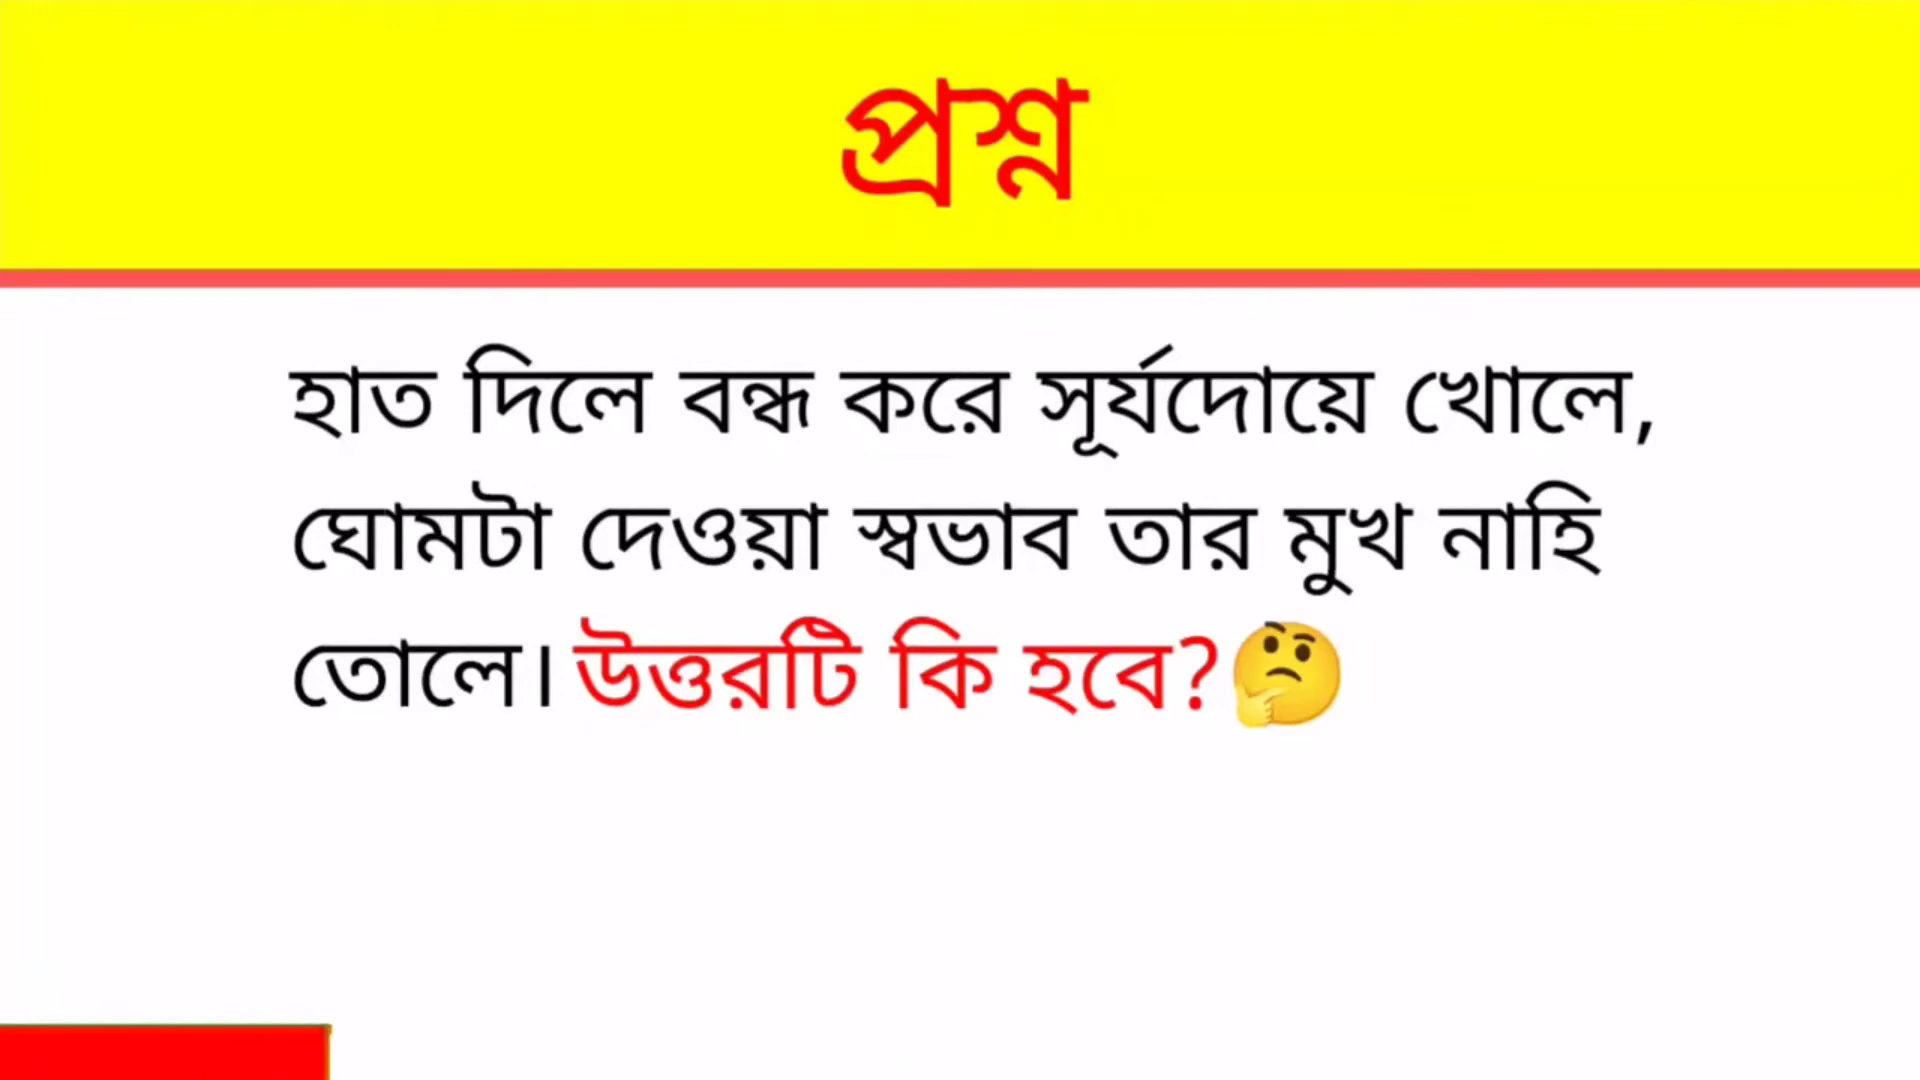 প্রশ্ন
হাত দিলে বন্ধ করে সূর্যদোয়ে খোলে,
ঘোমটা দেওয়া স্বভাব তার মুখ নাহি
তোলে। উত্তরটি কি হবে?🤔